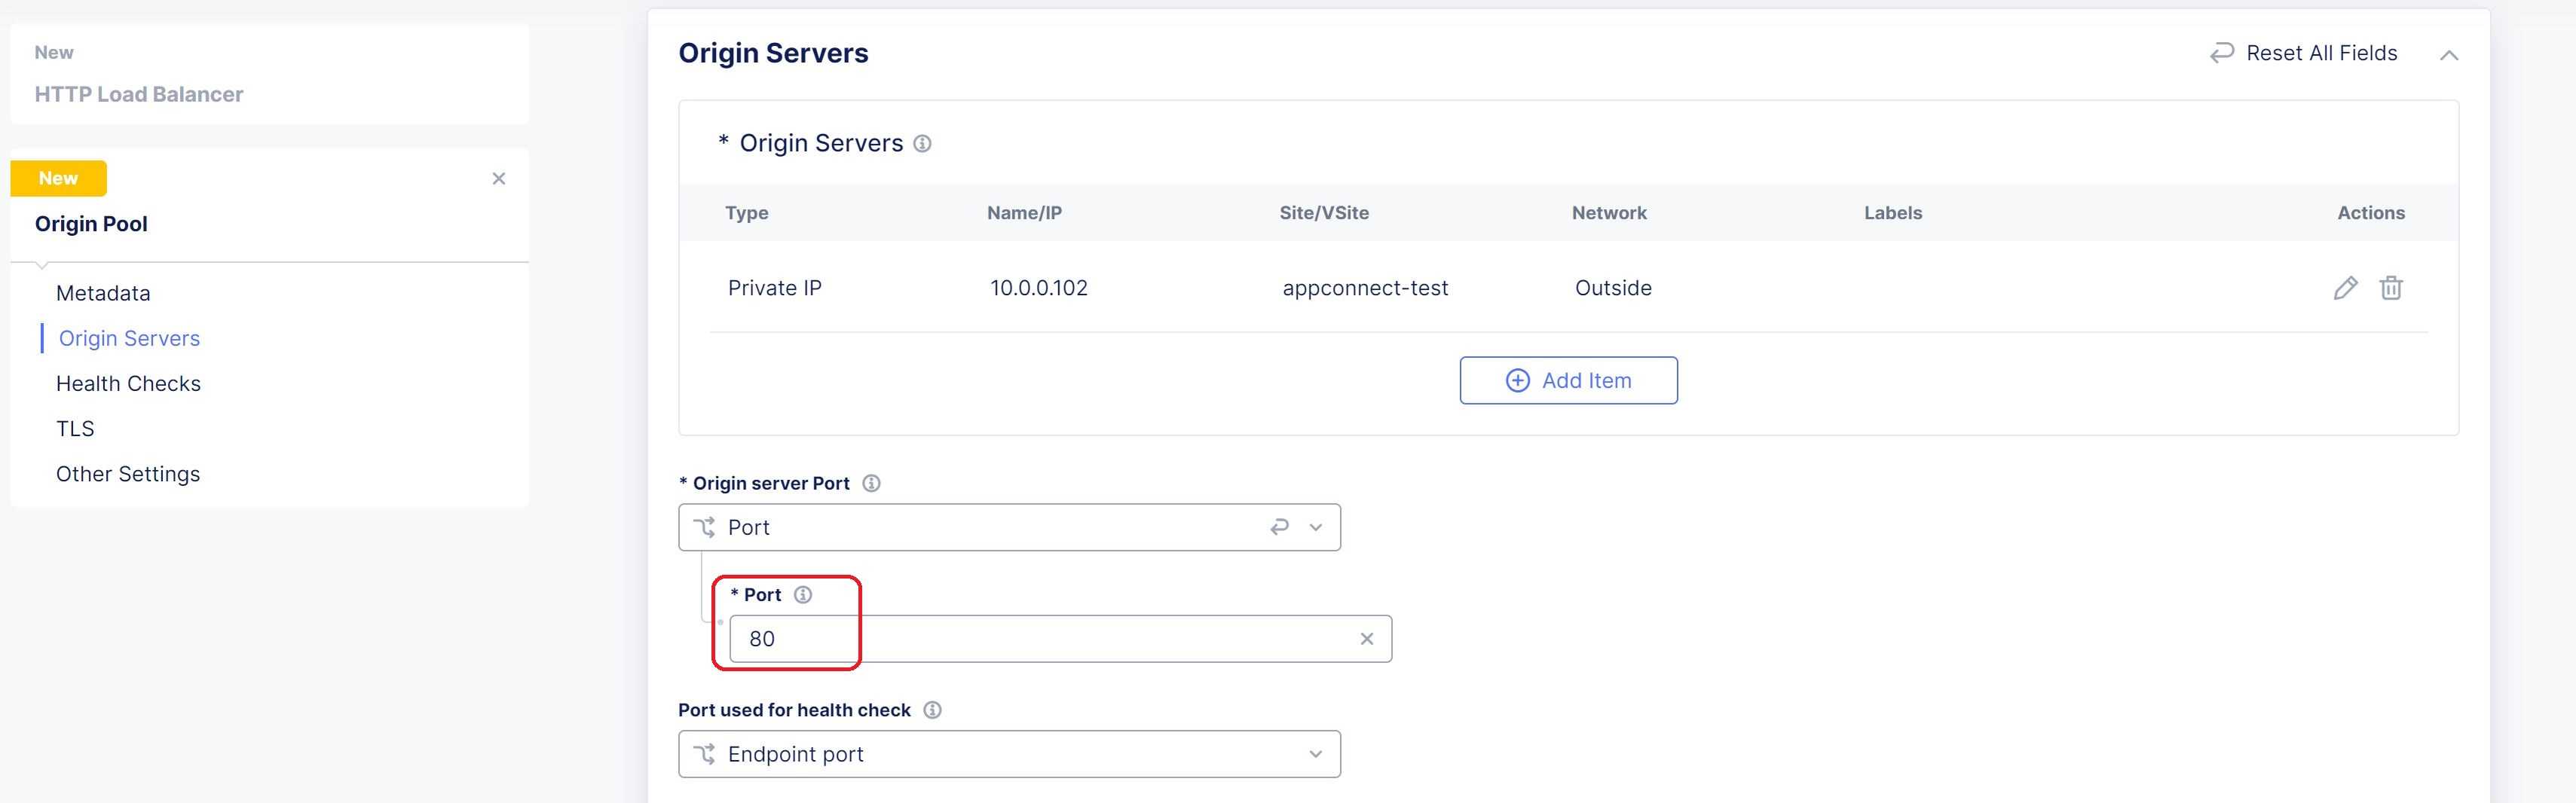 New
HTTP Load Balancer
New
Origin Pool
Metadata
Origin Servers
Health Checks
TLS
Other Settings
Origin Servers
Reset All Fields
* Origin Servers
Type Name/IP Site/VSite Network Labels Actions
Private IP 10.0.0.102 appconnect-test Outside
Add Item
* Origin server Port
Port
* Port
80
Port used for health check
Endpoint port